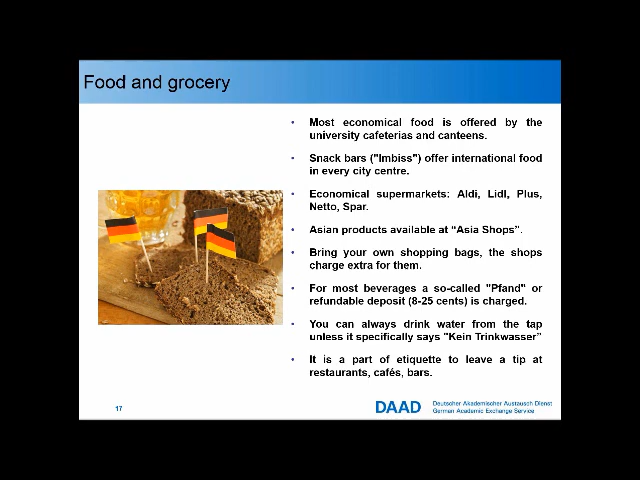 Food and grocery
• Most economical food is offered by the
university cafeterias and canteens.
• Snack bars ("Imbiss") offer international food
in every city centre.
• Economical supermarkets: Aldi, Lidl, Plus,
Netto, Spar.
• Asian products available at “Asia Shops”.
• Bring your own shopping bags, the shops
charge extra for them.
• For most beverages a so-called "Pfand" or
refundable deposit (8-25 cents) is charged.
• You can always drink water from the tap
unless it specifically says "Kein Trinkwasser”
• It is a part of etiquette to leave a tip at
restaurants, cafés, bars.
17
DAAD
Deutscher Akademischer Austausch Dienst
German Academic Exchange Service